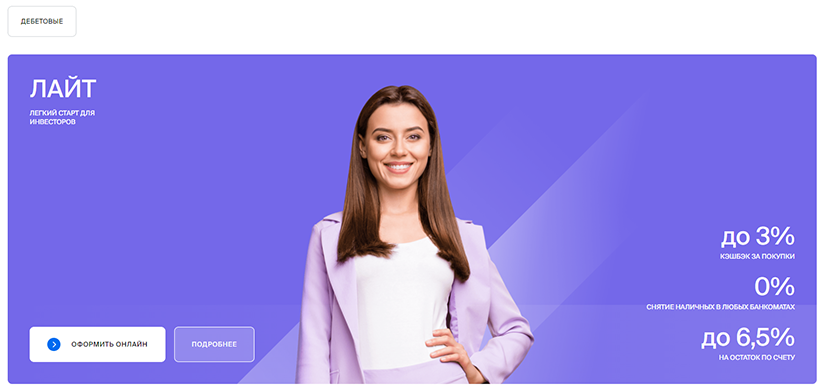 ДЕБЕТОВЫЕ
ЛАЙТ
ЛЕГКИЙ СТАРТ ДЛЯ
ИНВЕСТОРОВ
до 3%
КЭШБЭК ЗА ПОКУПКИ
0%
СНЯТИЕ НАЛИЧНЫХ В ЛЮБЫХ БАНКОМАТАХ
до 6,5%
НА ОСТАТОК ПО СЧЕТУ
ОФОРМИТЬ ОНЛАЙН
ПОДРОБНЕЕ